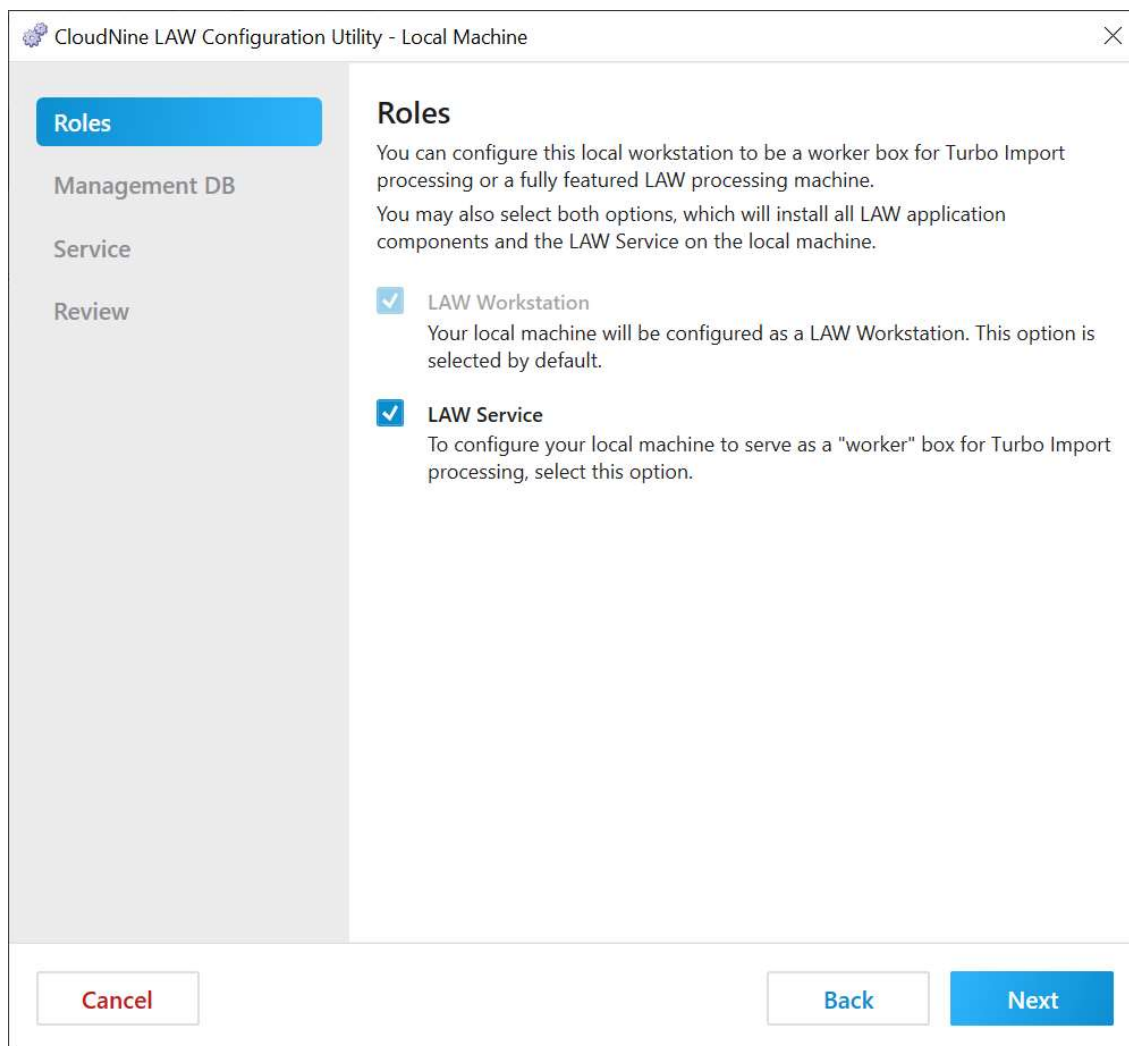 CloudNine LAW Configuration Utility - Local Machine
Roles
Management DB
Service
Review
Roles
You can configure this local workstation to be a worker box for Turbo Import
processing or a fully featured LAW processing machine.
You may also select both options, which will install all LAW application
components and the LAW Service on the local machine.
LAW Workstation
Your local machine will be configured as a LAW Workstation. This option is
selected by default.
LAW Service
To configure your local machine to serve as a "worker" box for Turbo Import
processing, select this option.
Cancel
Back
Next